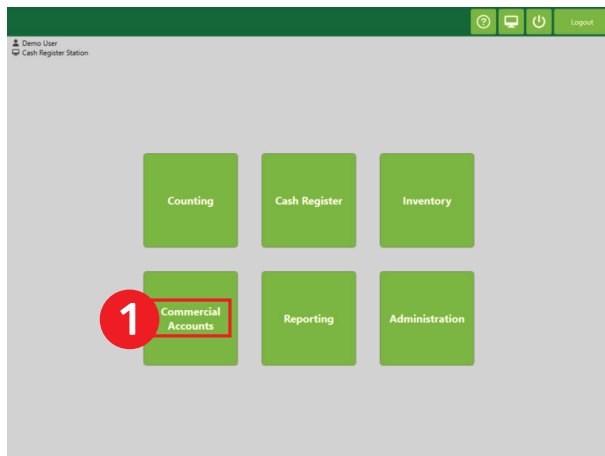 Logout
Demo User
Cash Register Station
Counting
Cash Register
Inventory
1
Commercial
Accounts
Reporting
Administration